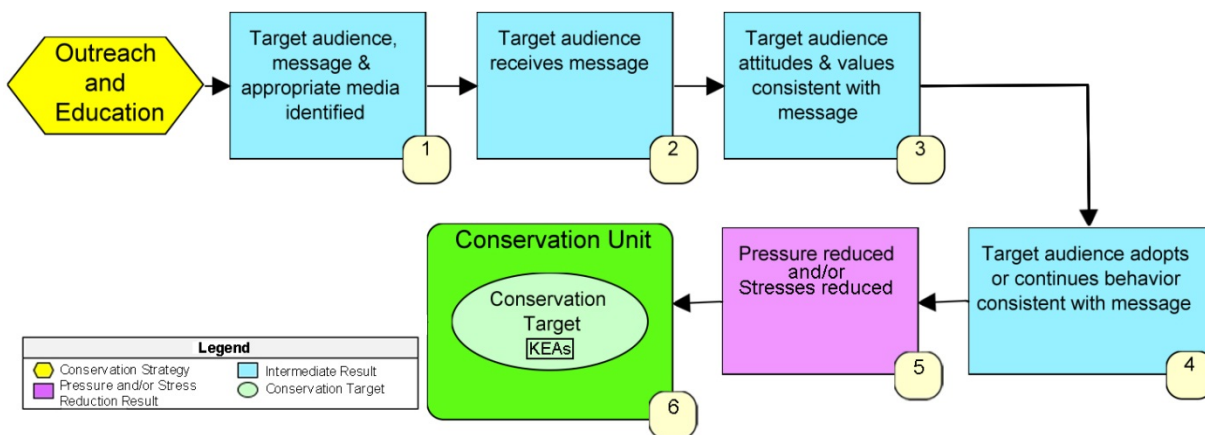 Outreach
and
Education
Target audience,
message &
appropriate media
identified
1
Target audience
receives message
2
Target audience
attitudes & values
consistent with
message
3
Target audience adopts
or continues behavior
consistent with message
4
Pressure reduced
and/or
Stresses reduced
5
Conservation Unit
Conservation
Target
KEAs
6
Legend
Conservation Strategy
Intermediate Result
Pressure and/or Stress
Reduction Result
Conservation Target